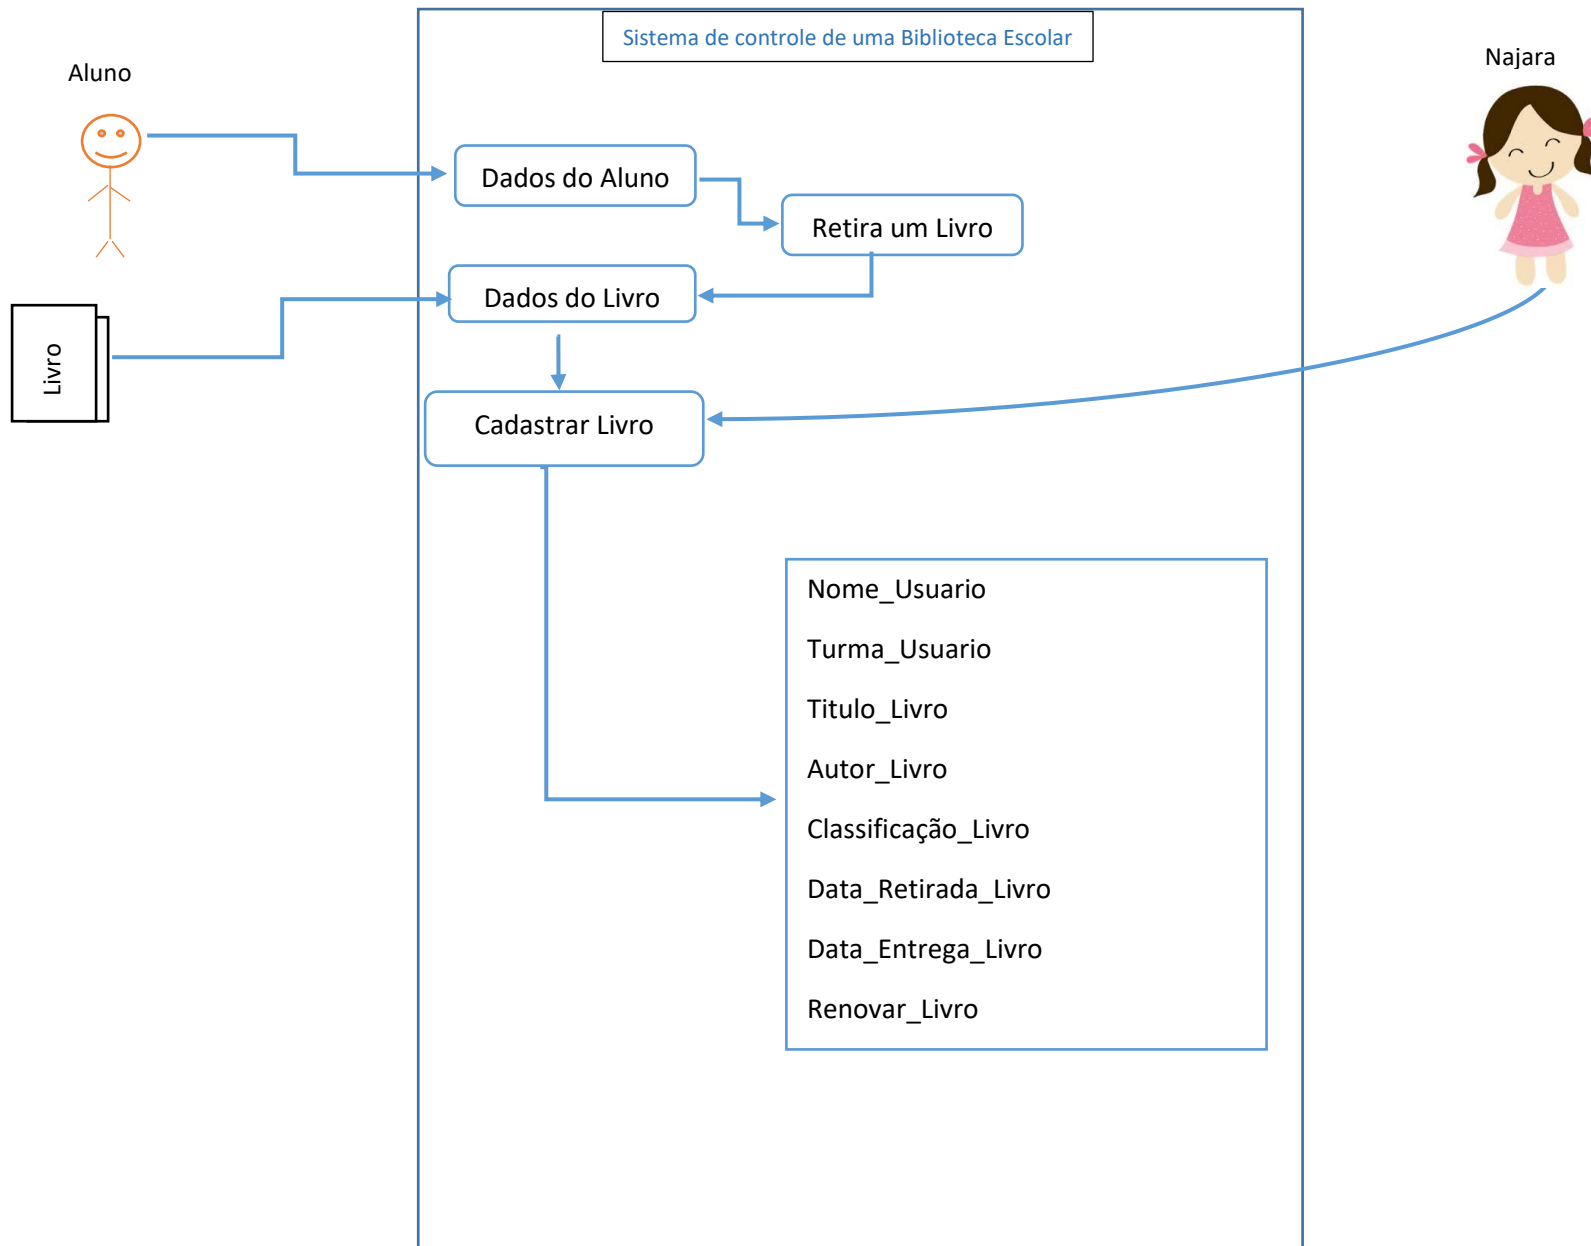 Sistema de controle de uma Biblioteca Escolar
Aluno
Najara
Dados do Aluno
Retira um Livro
Dados do Livro
Livro
Cadastrar Livro
Nome_Usuario
Turma_Usuario
Titulo_Livro
Autor_Livro
Classificação_Livro
Data_Retirada_Livro
Data_Entrega_Livro
Renovar_Livro